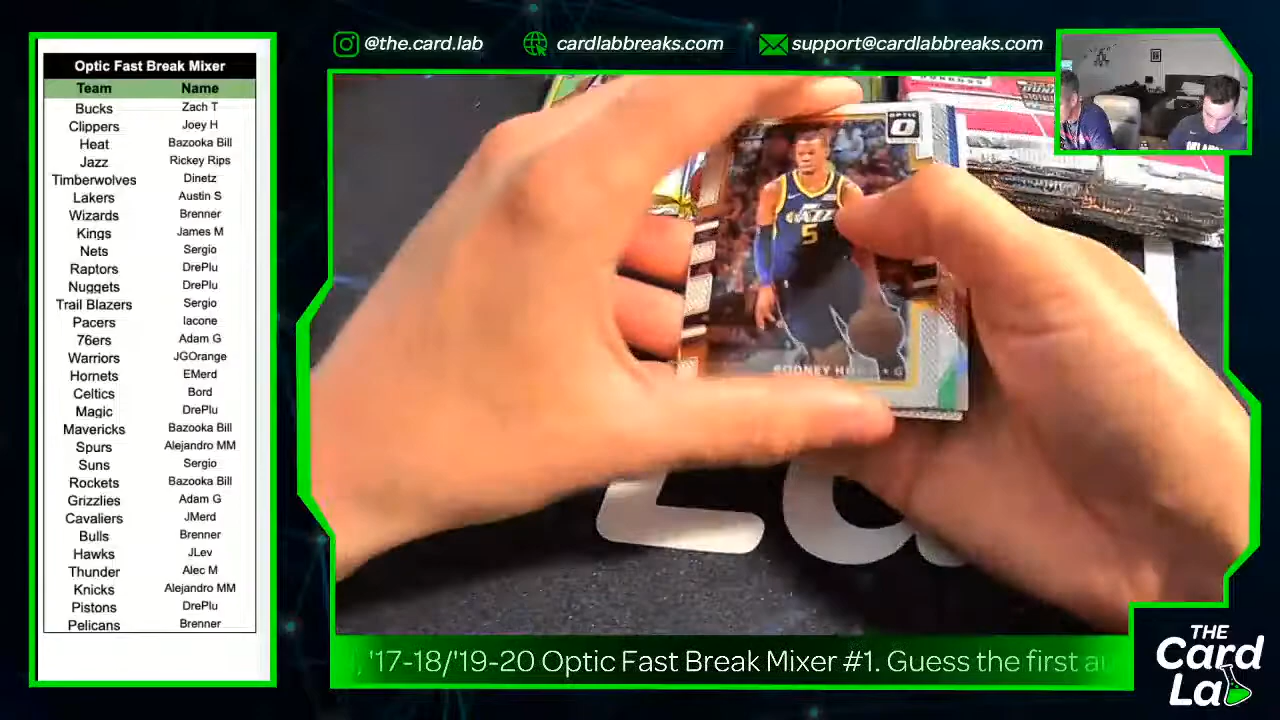 @the.card.lab
cardlabbreaks.com
support@cardlabbreaks.com
Optic Fast Break Mixer
Team Name
Bucks Zach T
Clippers Joey H
Heat Bazooka Bill
Jazz Rickey Rips
Timberwolves Dinetz
Lakers Austin S
Wizards Brenner
Kings James M
Nets Sergio
Raptors DrePlu
Nuggets DrePlu
Trail Blazers Sergio
Pacers Iacone
76ers Adam G
Warriors JGOrange
Hornets EMerd
Celtics Bord
Magic DrePlu
Mavericks Bazooka Bill
Spurs Alejandro MM
Suns Sergio
Rockets Bazooka Bill
Grizzlies Adam G
Cavaliers JMerd
Bulls Brenner
Hawks JLev
Thunder Alec M
Knicks Alejandro MM
Pistons DrePlu
Pelicans Brenner
OPTIC
5
RODNEY
G
'17-18/'19-20 Optic Fast Break Mixer #1. Guess the first
THE
Card
Lab